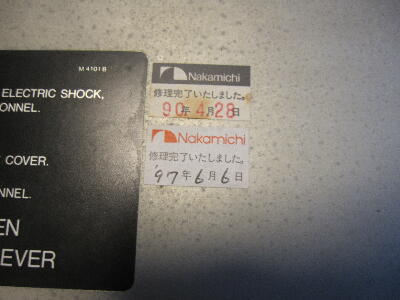 M4101B
ELECTRIC SHOCK,
ONNEL.
COVER.
NNEL.
EN
EVER
Nakamichi
修理完了いたしました。
90年4月28日
Nakamichi
修理完了いたしました。
'97年6月6日